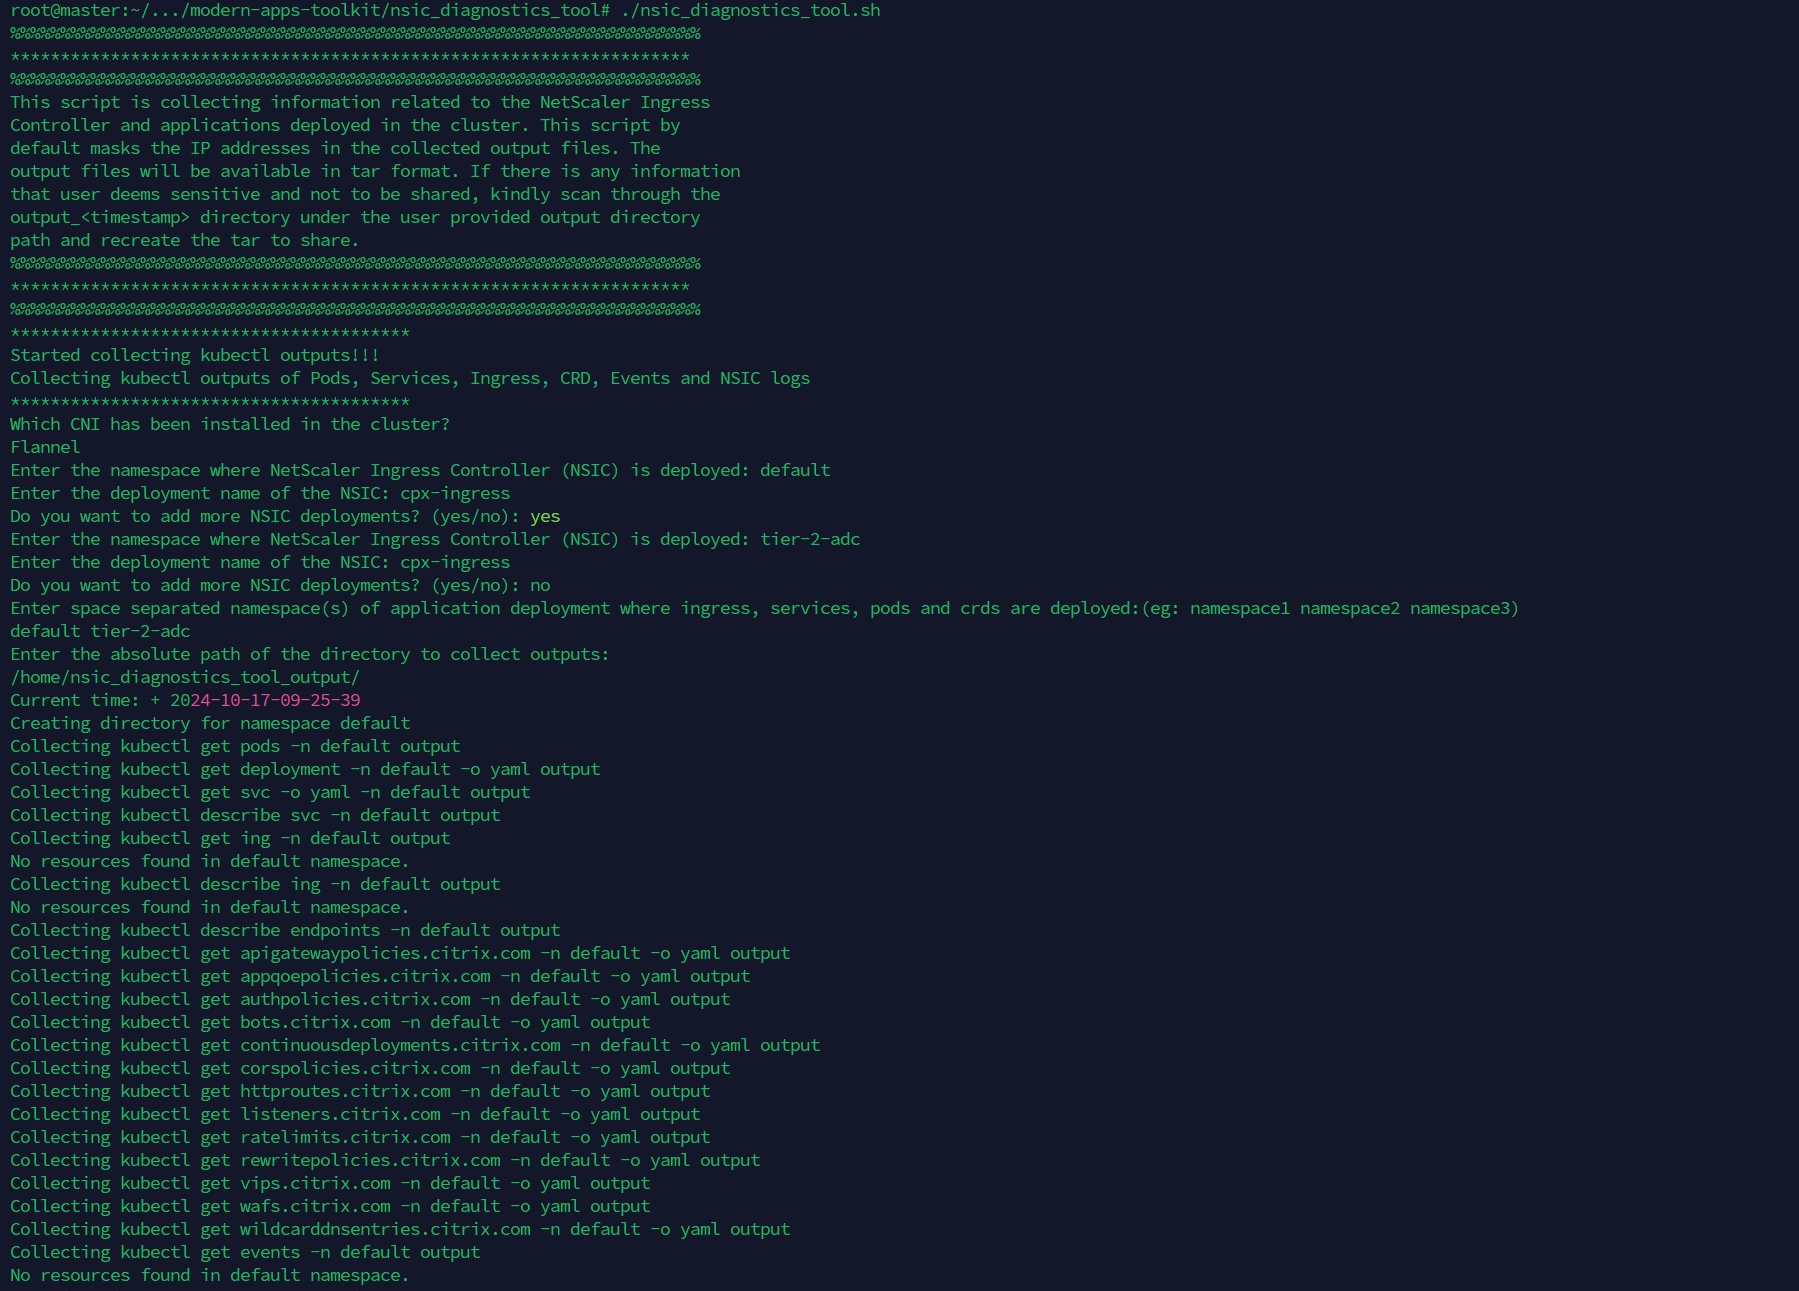 root@master:~/.../modern-apps-toolkit/nsic_diagnostics_tool# ./nsic_diagnostics_tool.sh
%%%%%%%%%%%%%%%%%%%%%%%%%%%%%%%%%%%%%%%%%%%%%%%%%%%%%%%%%%%%%%%%%%%%%
********************************************************************
%%%%%%%%%%%%%%%%%%%%%%%%%%%%%%%%%%%%%%%%%%%%%%%%%%%%%%%%%%%%%%%%%%%%%
This script is collecting information related to the NetScaler Ingress
Controller and applications deployed in the cluster. This script by
default masks the IP addresses in the collected output files. The
output files will be available in tar format. If there is any information
that user deems sensitive and not to be shared, kindly scan through the
output_<timestamp> directory under the user provided output directory
path and recreate the tar to share.
%%%%%%%%%%%%%%%%%%%%%%%%%%%%%%%%%%%%%%%%%%%%%%%%%%%%%%%%%%%%%%%%%%%%%
********************************************************************
%%%%%%%%%%%%%%%%%%%%%%%%%%%%%%%%%%%%%%%%%%%%%%%%%%%%%%%%%%%%%%%%%%%%%
****************************************
Started collecting kubectl outputs!!!
Collecting kubectl outputs of Pods, Services, Ingress, CRD, Events and NSIC logs
****************************************
Which CNI has been installed in the cluster?
Flannel
Enter the namespace where NetScaler Ingress Controller (NSIC) is deployed: default
Enter the deployment name of the NSIC: cpx-ingress
Do you want to add more NSIC deployments? (yes/no): yes
Enter the namespace where NetScaler Ingress Controller (NSIC) is deployed: tier-2-adc
Enter the deployment name of the NSIC: cpx-ingress
Do you want to add more NSIC deployments? (yes/no): no
Enter space separated namespace(s) of application deployment where ingress, services, pods and crds are deployed:(eg: namespace1 namespace2 namespace3)
default tier-2-adc
Enter the absolute path of the directory to collect outputs:
/home/nsic_diagnostics_tool_output/
Current time: + 2024-10-17-09-25-39
Creating directory for namespace default
Collecting kubectl get pods -n default output
Collecting kubectl get deployment -n default -o yaml output
Collecting kubectl get svc -o yaml -n default output
Collecting kubectl describe svc -n default output
Collecting kubectl get ing -n default output
No resources found in default namespace.
Collecting kubectl describe ing -n default output
No resources found in default namespace.
Collecting kubectl describe endpoints -n default output
Collecting kubectl get apigatewaypolicies.citrix.com -n default -o yaml output
Collecting kubectl get appqoepolicies.citrix.com -n default -o yaml output
Collecting kubectl get authpolicies.citrix.com -n default -o yaml output
Collecting kubectl get bots.citrix.com -n default -o yaml output
Collecting kubectl get continuousdeployments.citrix.com -n default -o yaml output
Collecting kubectl get corspolicies.citrix.com -n default -o yaml output
Collecting kubectl get httproutes.citrix.com -n default -o yaml output
Collecting kubectl get listeners.citrix.com -n default -o yaml output
Collecting kubectl get ratelimits.citrix.com -n default -o yaml output
Collecting kubectl get rewritepolicies.citrix.com -n default -o yaml output
Collecting kubectl get vips.citrix.com -n default -o yaml output
Collecting kubectl get wafs.citrix.com -n default -o yaml output
Collecting kubectl get wildcarddnsentries.citrix.com -n default -o yaml output
Collecting kubectl get events -n default output
No resources found in default namespace.